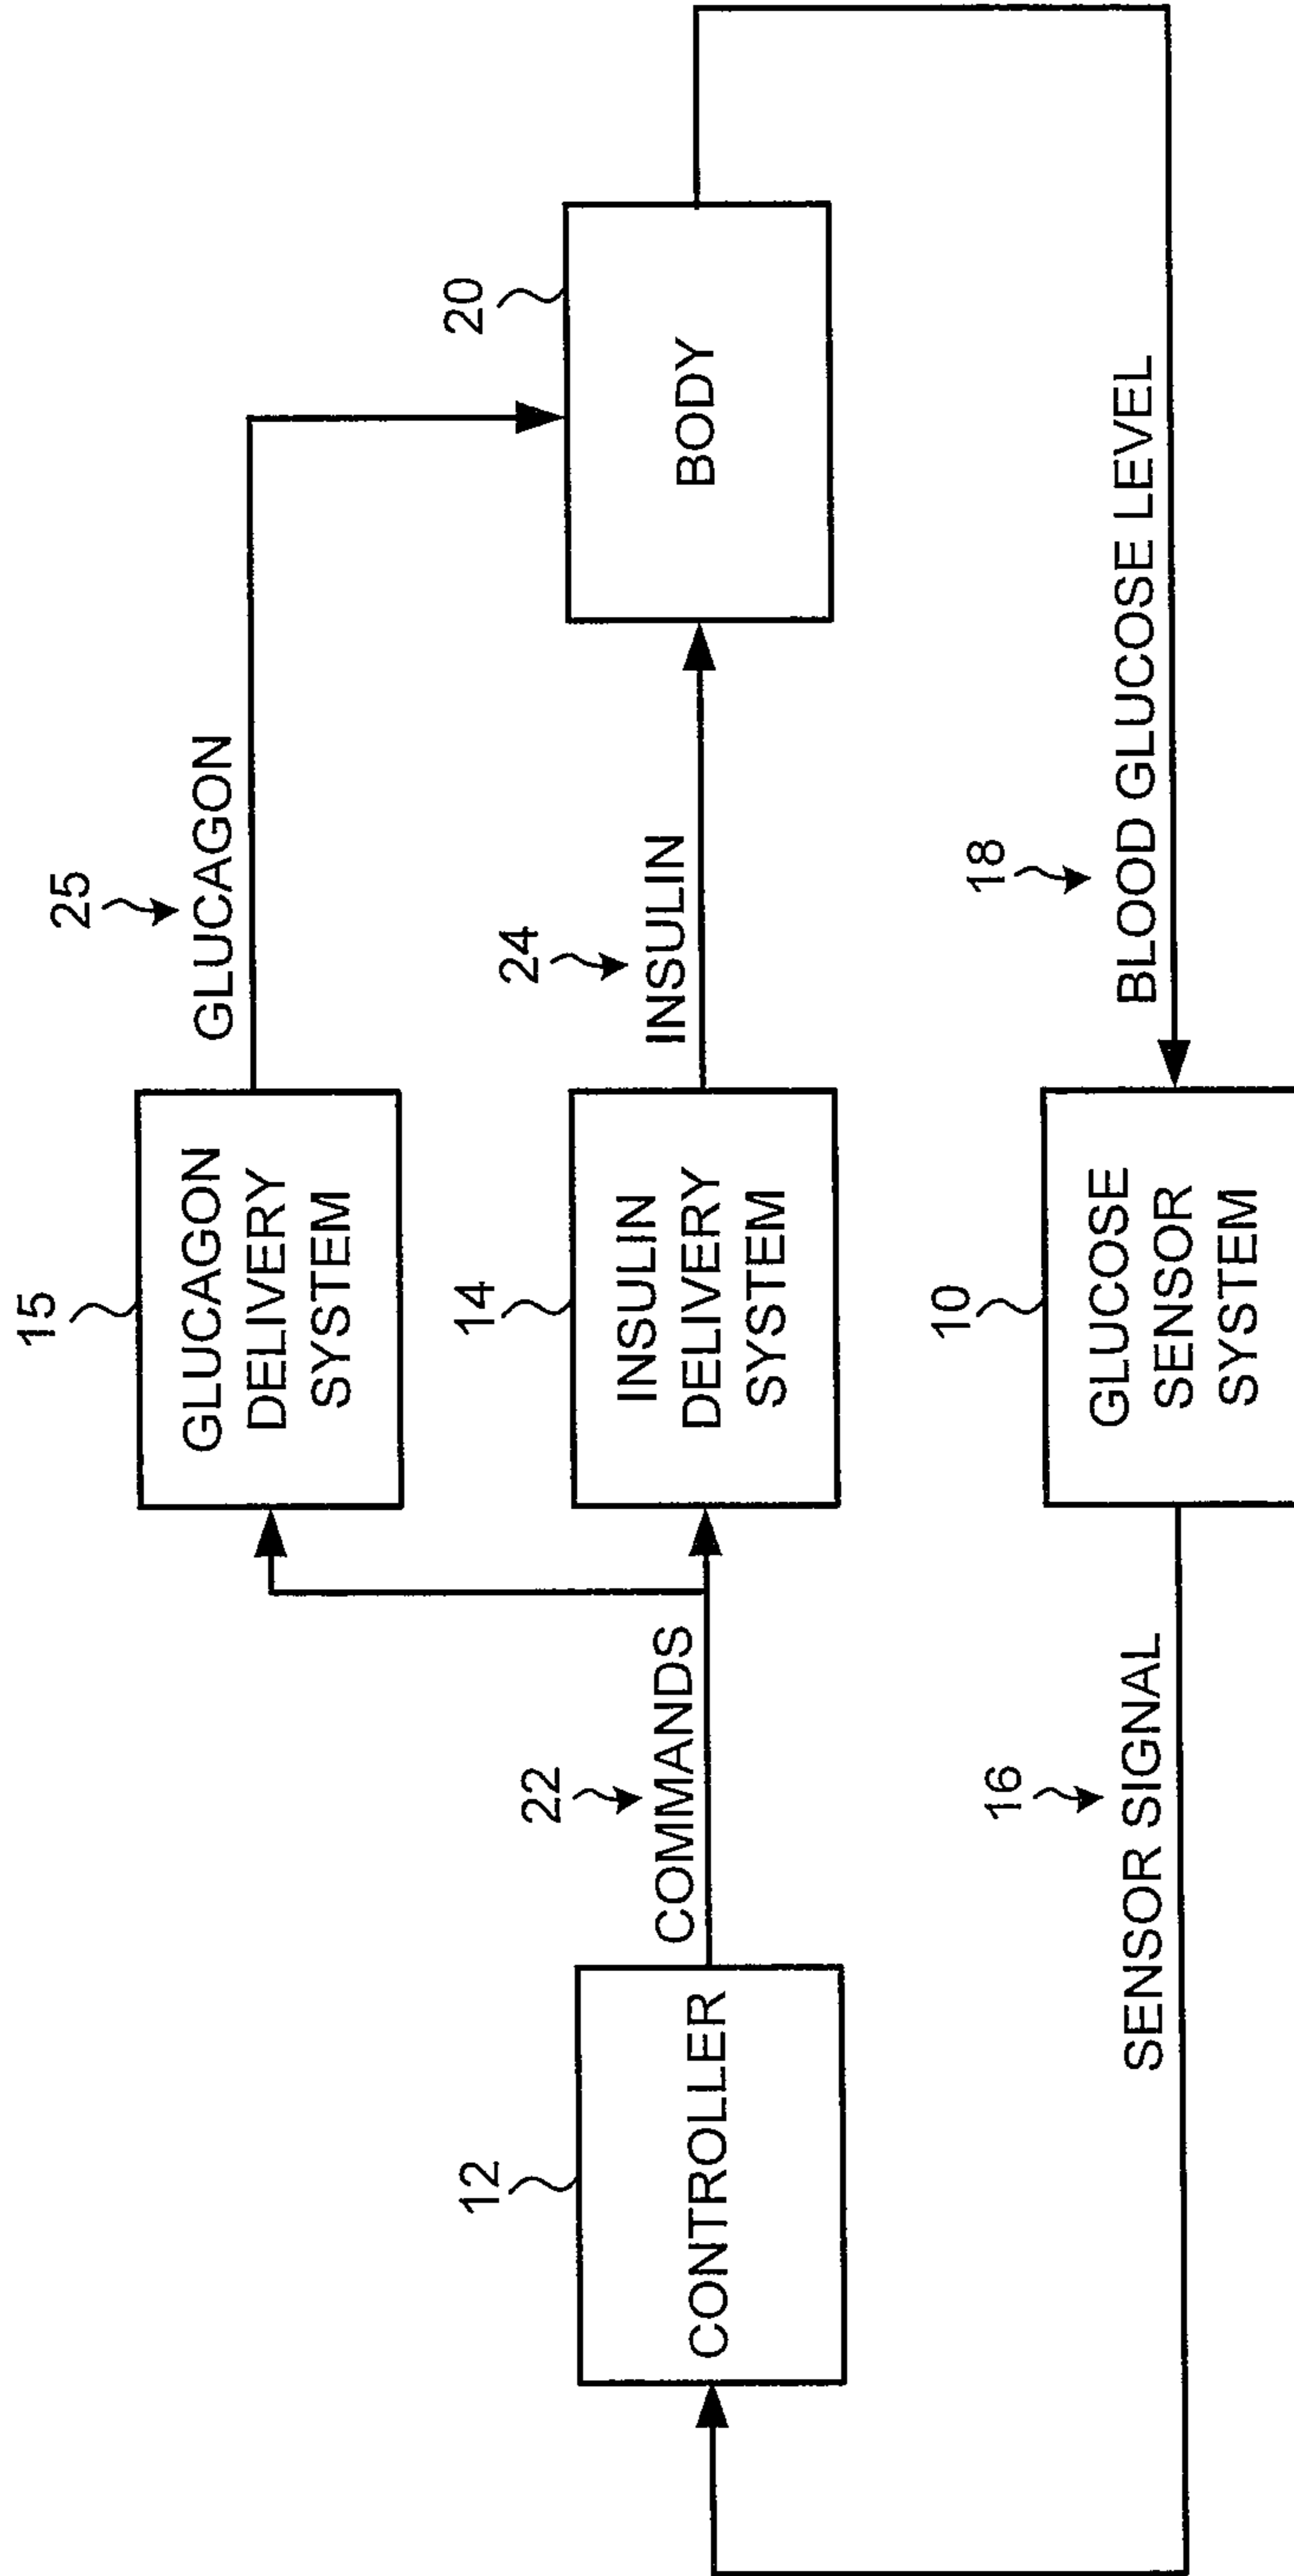 15
GLUCAGON
DELIVERY
SYSTEM
25
GLUCAGON
12
CONTROLLER
22
COMMANDS
14
INSULIN
DELIVERY
SYSTEM
24
INSULIN
20
BODY
16
SENSOR SIGNAL
10
GLUCOSE
SENSOR
SYSTEM
18
BLOOD GLUCOSE LEVEL